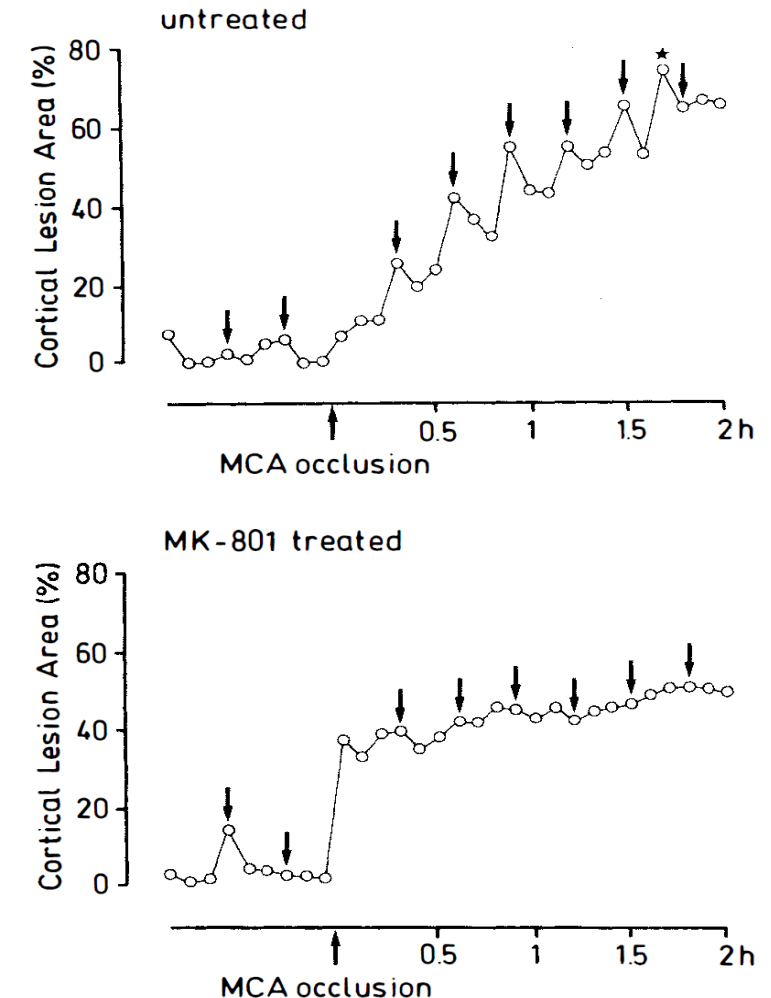 untreated
Cortical Lesion Area (%)
80
60
40
20
0
0.5 1 1.5 2 h
MCA occlusion
MK-801 treated
Cortical Lesion Area (%)
80
60
40
20
0
0.5 1 1.5 2 h
MCA occlusion